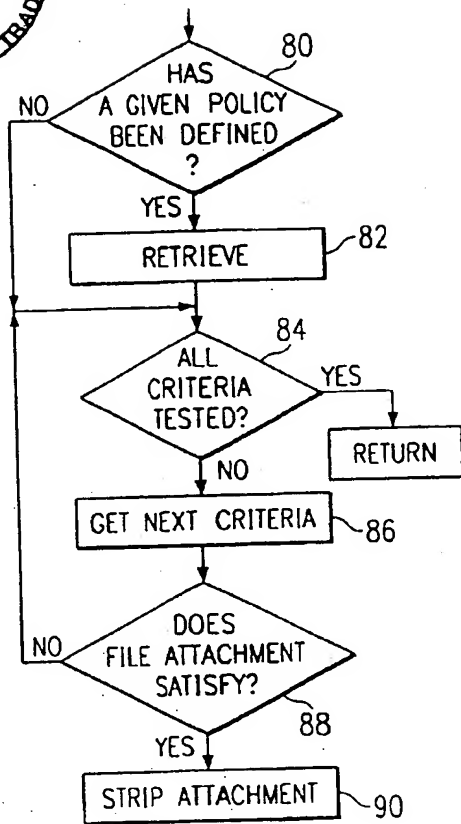 TRAD
80
HAS
A GIVEN POLICY
BEEN DEFINED
?
NO
YES
RETRIEVE
82
84
ALL
CRITERIA
TESTED?
YES
RETURN
NO
GET NEXT CRITERIA
86
DOES
FILE ATTACHMENT
SATISFY?
NO
88
YES
STRIP ATTACHMENT
90